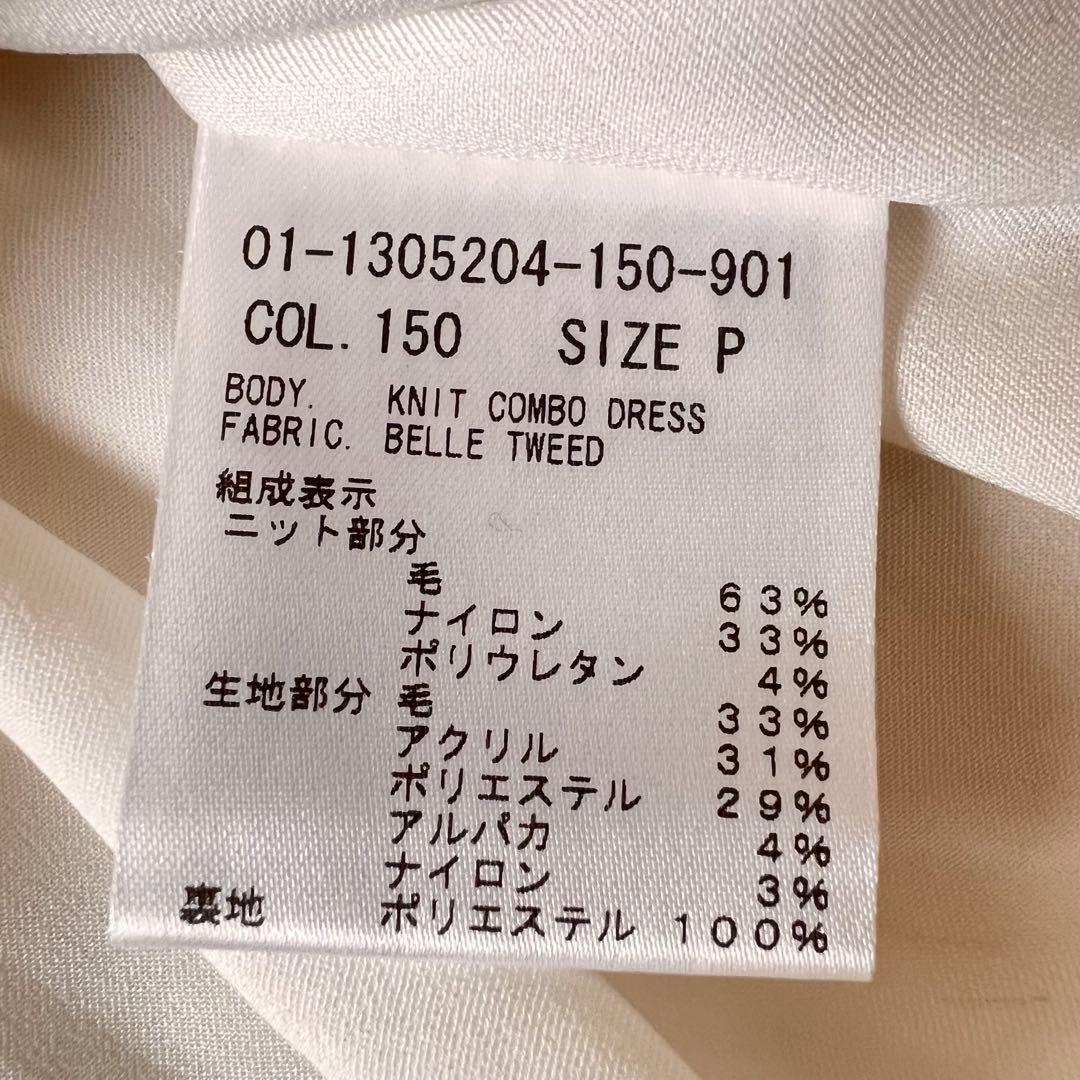 01-1305204-150-901
COL. 150 SIZE P
BODY. KNIT COMBO DRESS
FABRIC. BELLE TWEED
組成表示
ニット部分
毛 63%
ナイロン 33%
ポリウレタン 4%
生地部分 毛 33%
アクリル 31%
ポリエステル 29%
アルパカ 4%
ナイロン 3%
裏地 ポリエステル 100%